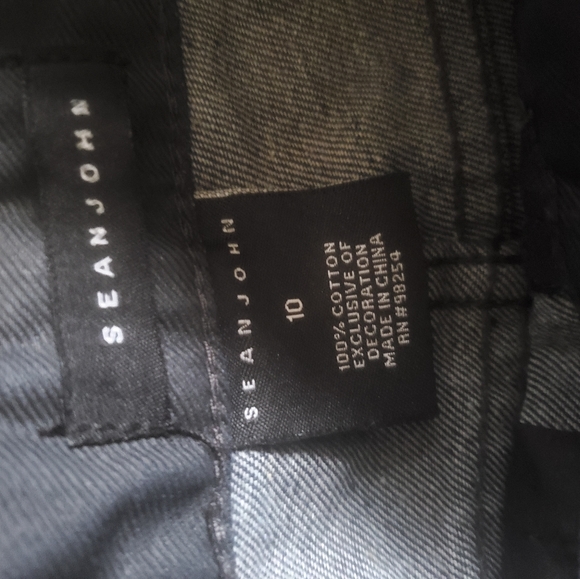 SEANJOHN
SEANJOHN
10
100% COTTON
EXCLUSIVE OF
DECORATION
MADE IN CHINA
RN#98254